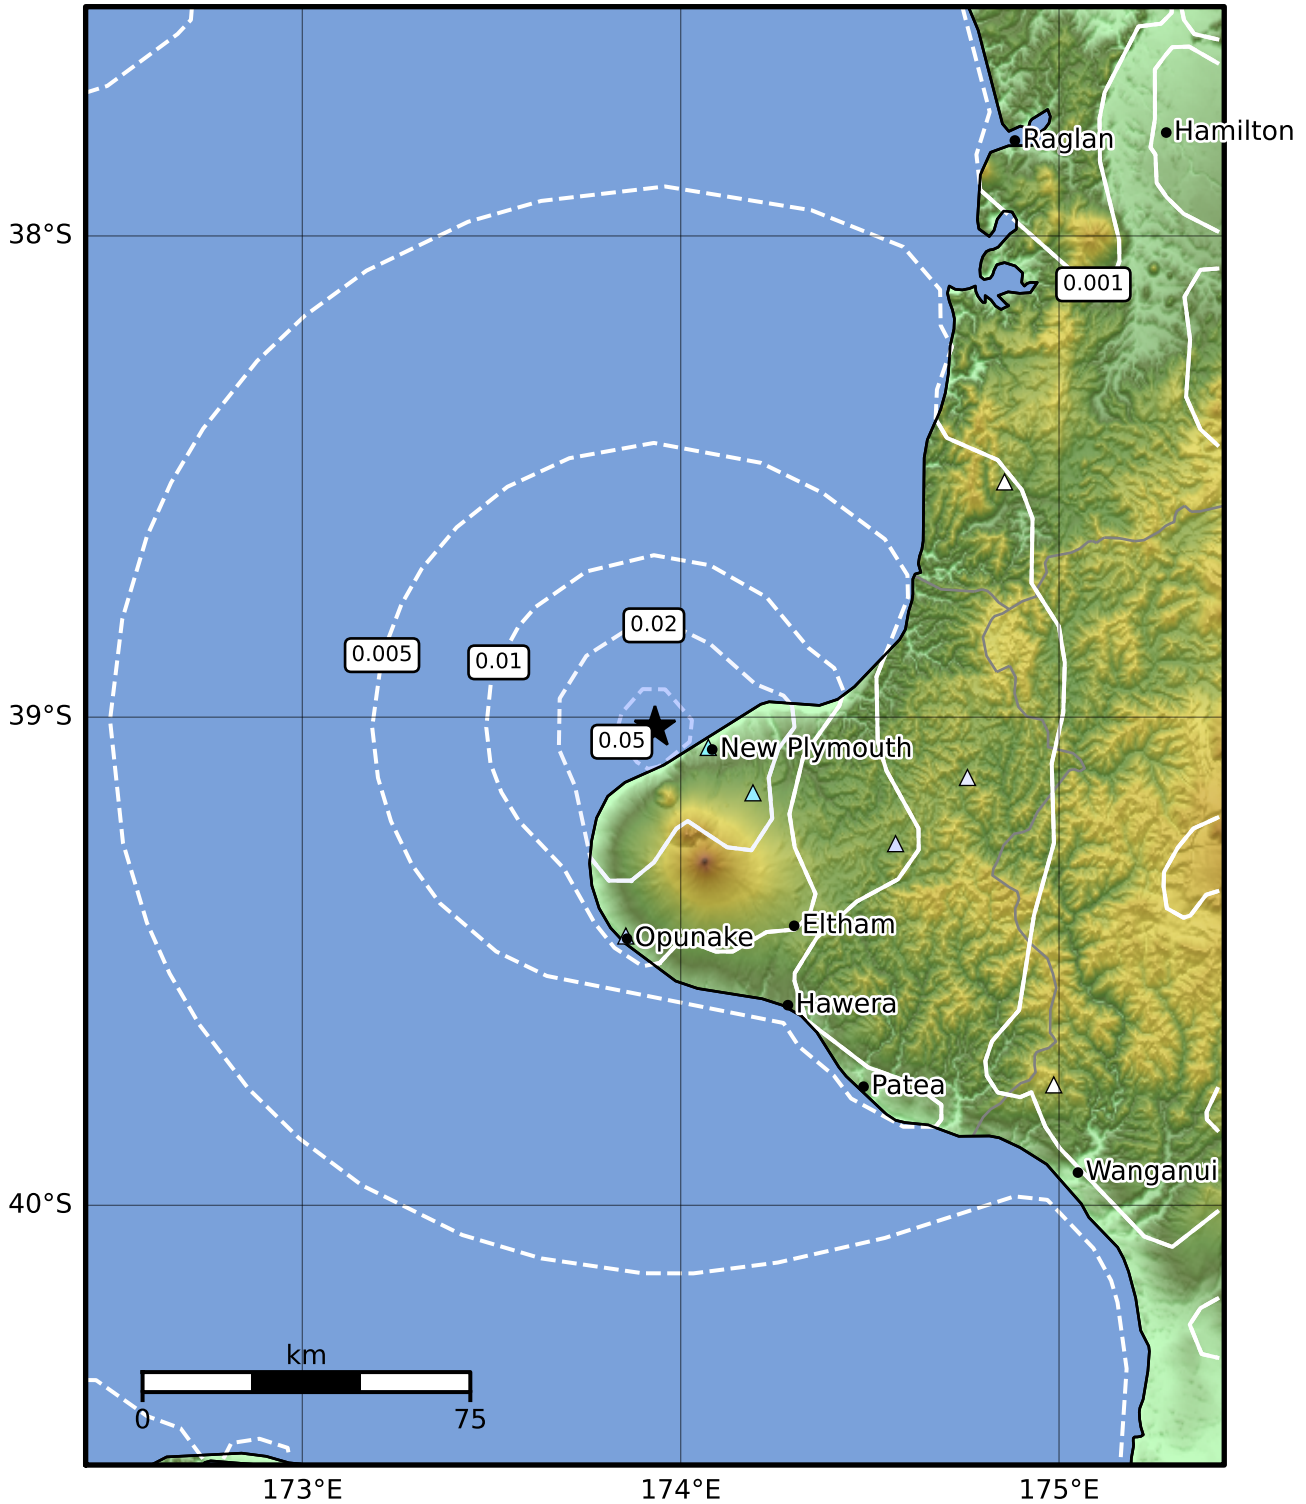 Hamilton
Raglan
38°S
0.001
0.02
0.005
0.01
39°S
0.05
New Plymouth
Eltham
Opunake
Hawera
Patea
Wanganui
40°S
km
0 75
173°E 174°E 175°E